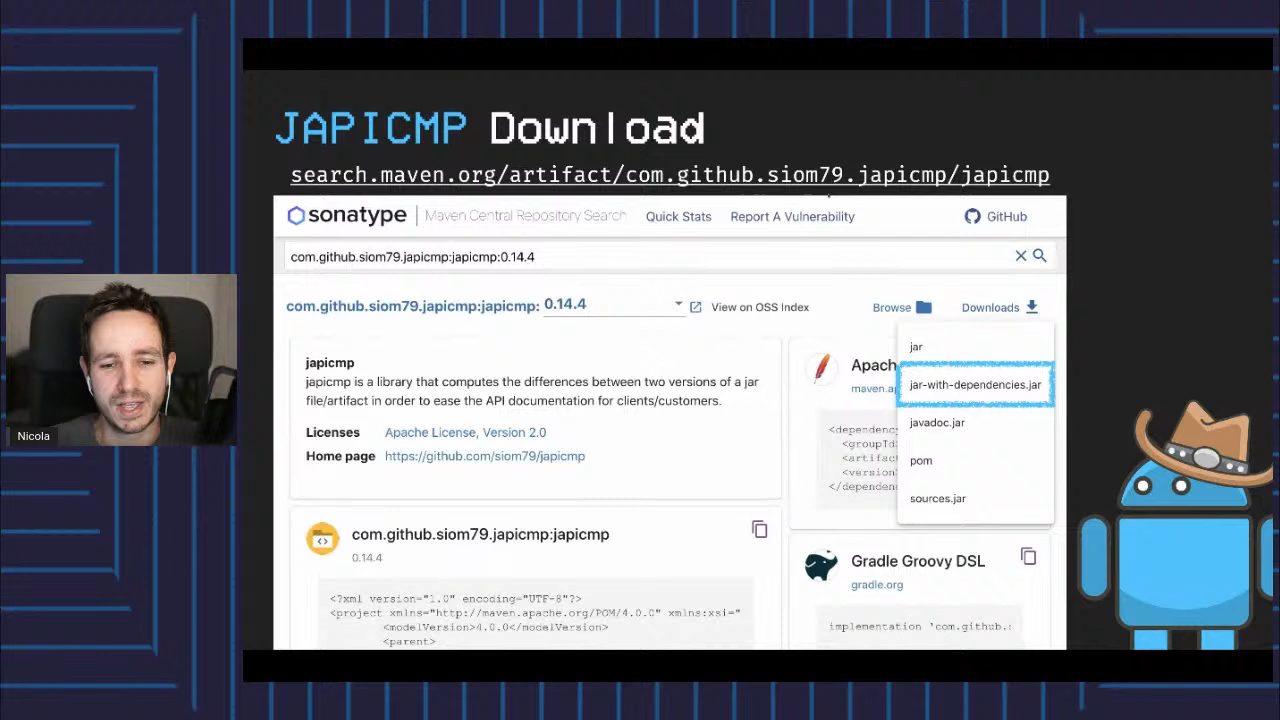 JAPICMP Download
search.maven.org/artifact/com.github.siom79.japicmp/japicmp
sonatype Maven Central Repository Search Quick Stats Report A Vulnerability GitHub
com.github.siom79.japicmp:japicmp:0.14.4
com.github.siom79.japicmp:japicmp: 0.14.4 View on OSS Index Browse Downloads
jar
jar-with-dependencies.jar
javadoc.jar
pom
sources.jar
japicmp
japicmp is a library that computes the differences between two versions of a jar
file/artifact in order to ease the API documentation for clients/customers.
Licenses Apache License, Version 2.0
Home page https://github.com/siom79/japicmp
Apac
maven.a
<depende
<groupId
<artifac
<versio
</depende
com.github.siom79.japicmp:japicmp
0.14.4
<?xml version="1.0" encoding="UTF-8"?>
<project xmlns="http://maven.apache.org/POM/4.0.0" xmlns:xsi="
<modelVersion>4.0.0</modelVersion>
<parent>
Gradle Groovy DSL
gradle.org
implementation 'com.github.
Nicola